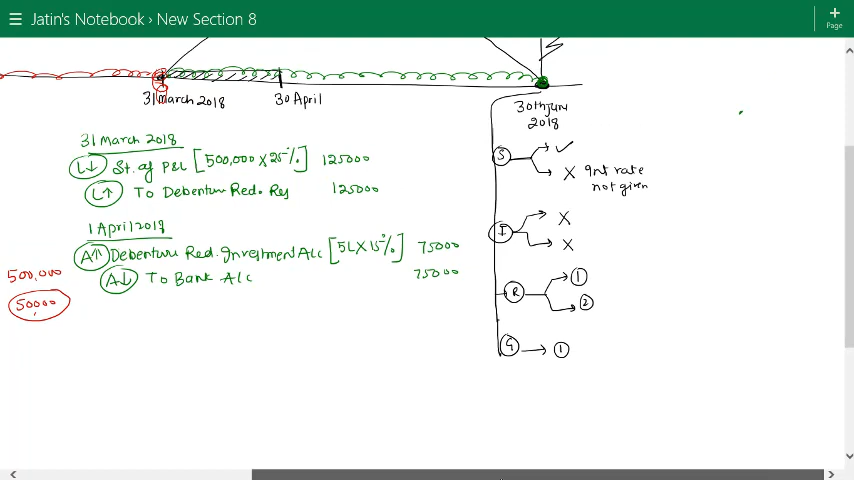 Jatin's Notebook › New Section 8
Page
31 March 2018
30 April
30th June
2018
31 March 2018
L↓ St. of P&L [500,000 X 25%] 125000
L↑ To Debenture Red. Res 125000
1 April 2018
A↑ Debenture Red. Investment A/c [5L X 15%] 75000
A↓ To Bank A/c 75000
500,000
50000
S ✓
X Int rate
not given
I X
X
R 1
2
G 1